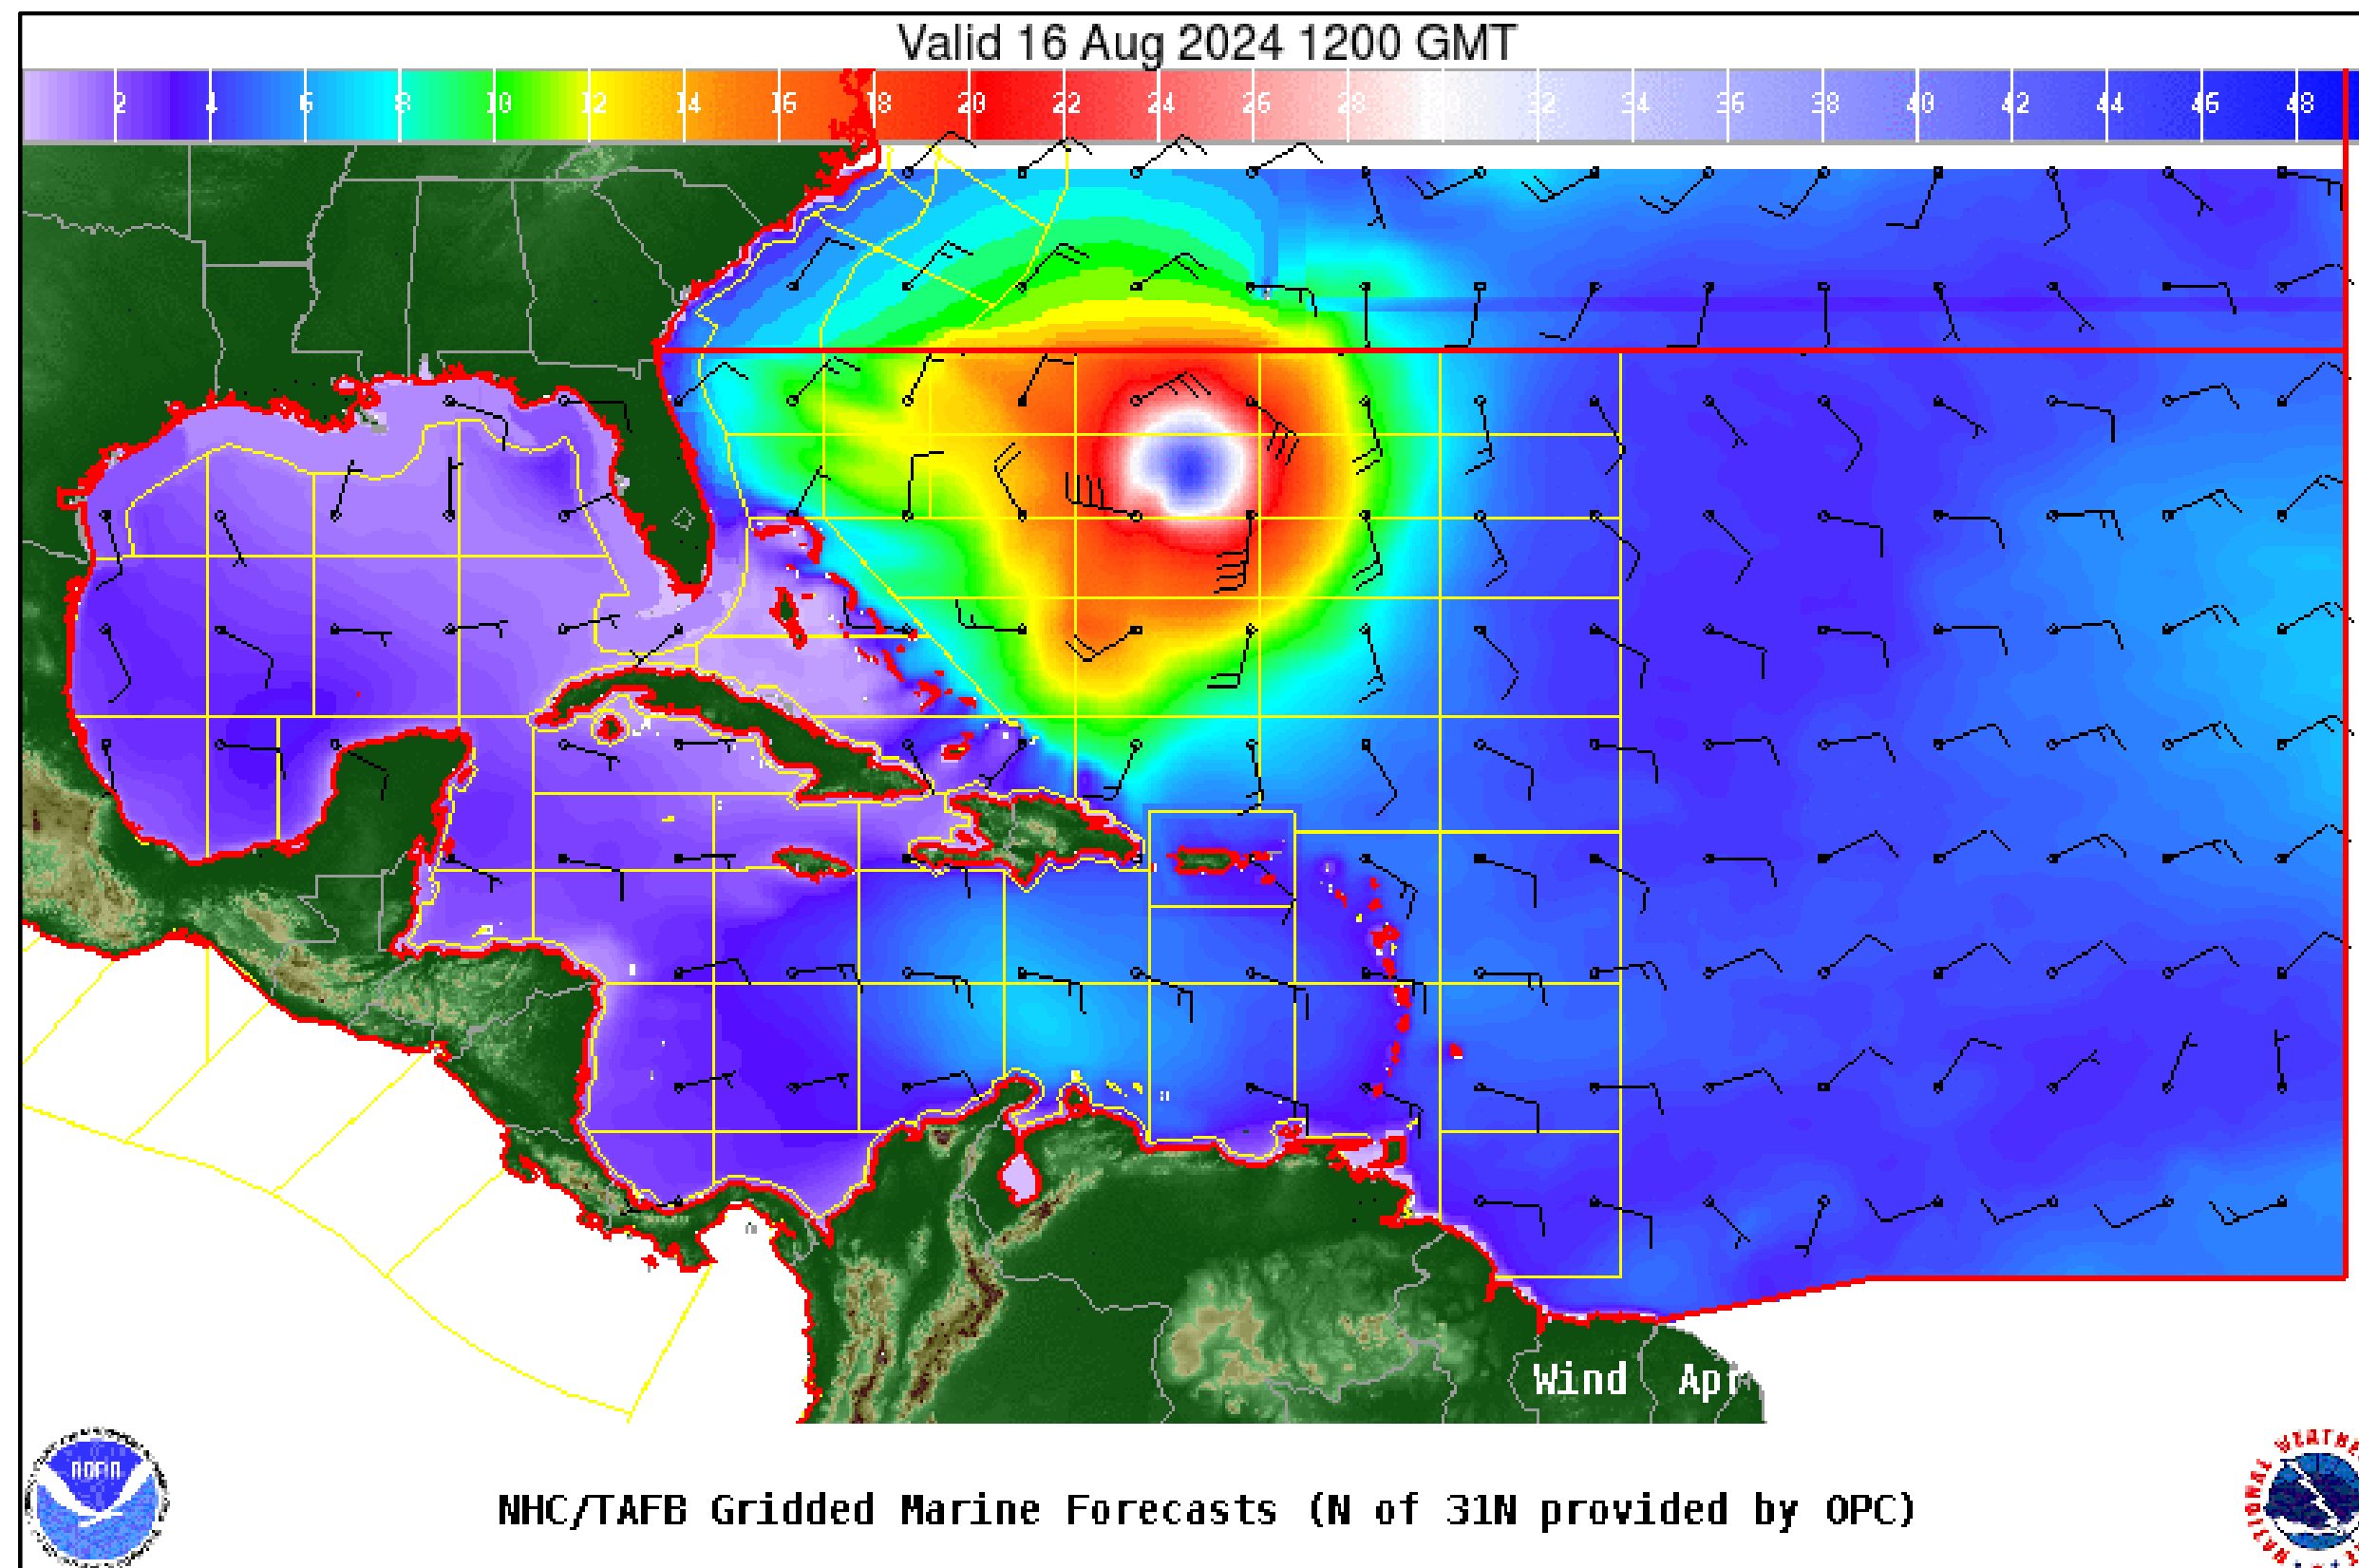 Valid 16 Aug 2024 1200 GMT
2 4 6 8 10 12 14 16 18 20 22 24 26 28 30 32 34 36 38 40 42 44 46 48
Wind Apr
NOAA
NHC/TAFB Gridded Marine Forecasts (N of 31N provided by OPC)